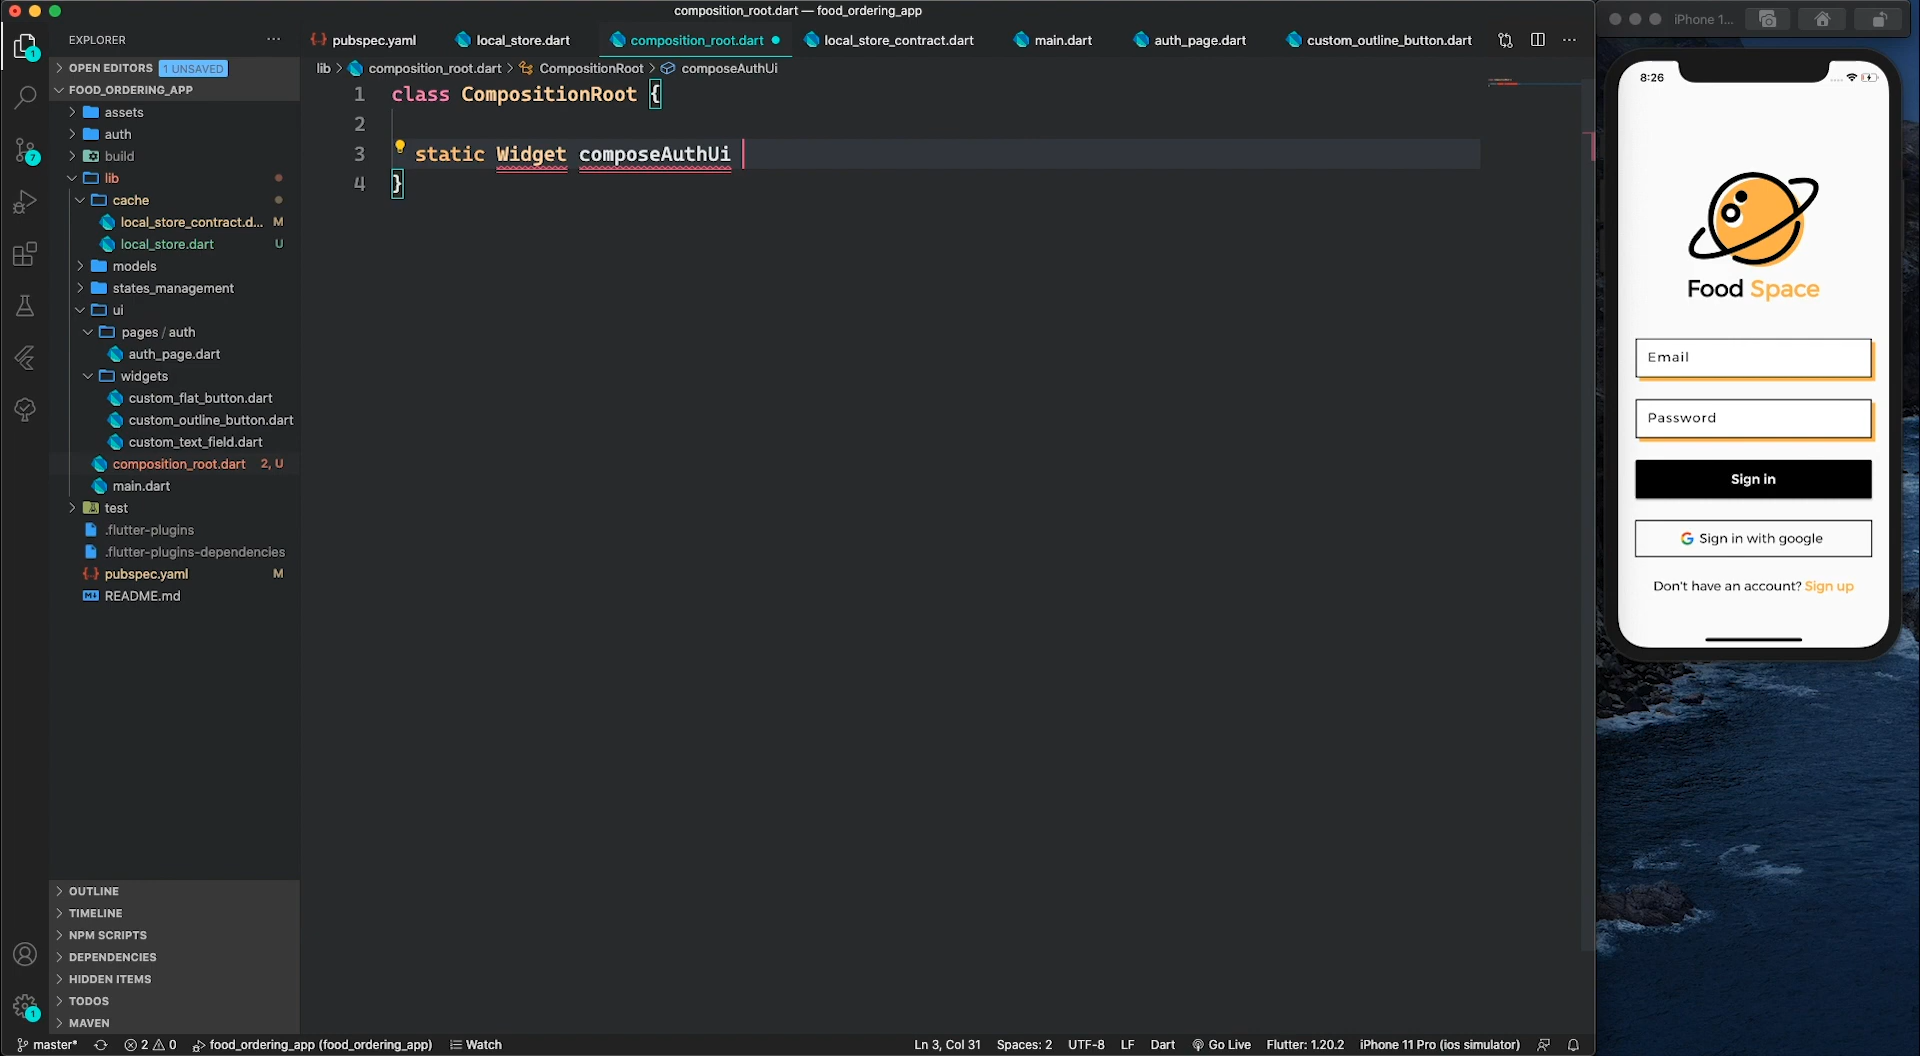 composition_root.dart — food_ordering_app
EXPLORER
OPEN EDITORS 1 UNSAVED
FOOD_ORDERING_APP
assets
auth
build
lib
cache
local_store_contract.d... M
local_store.dart U
models
states_management
ui
pages / auth
auth_page.dart
widgets
custom_flat_button.dart
custom_outline_button.dart
custom_text_field.dart
composition_root.dart 2, U
main.dart
test
.flutter-plugins
.flutter-plugins-dependencies
pubspec.yaml M
README.md
OUTLINE
TIMELINE
NPM SCRIPTS
DEPENDENCIES
HIDDEN ITEMS
TODOS
MAVEN
1
7
1
pubspec.yaml local_store.dart composition_root.dart local_store_contract.dart main.dart auth_page.dart custom_outline_button.dart
lib > composition_root.dart > CompositionRoot > composeAuthUi
1 class CompositionRoot {
2
3 static Widget composeAuthUi
4 }
master* 2 0 food_ordering_app (food_ordering_app) Watch Ln 3, Col 31 Spaces: 2 UTF-8 LF Dart Go Live Flutter: 1.20.2 iPhone 11 Pro (ios simulator)
iPhone 1...
8:26
Food Space
Email
Password
Sign in
G Sign in with google
Don't have an account? Sign up